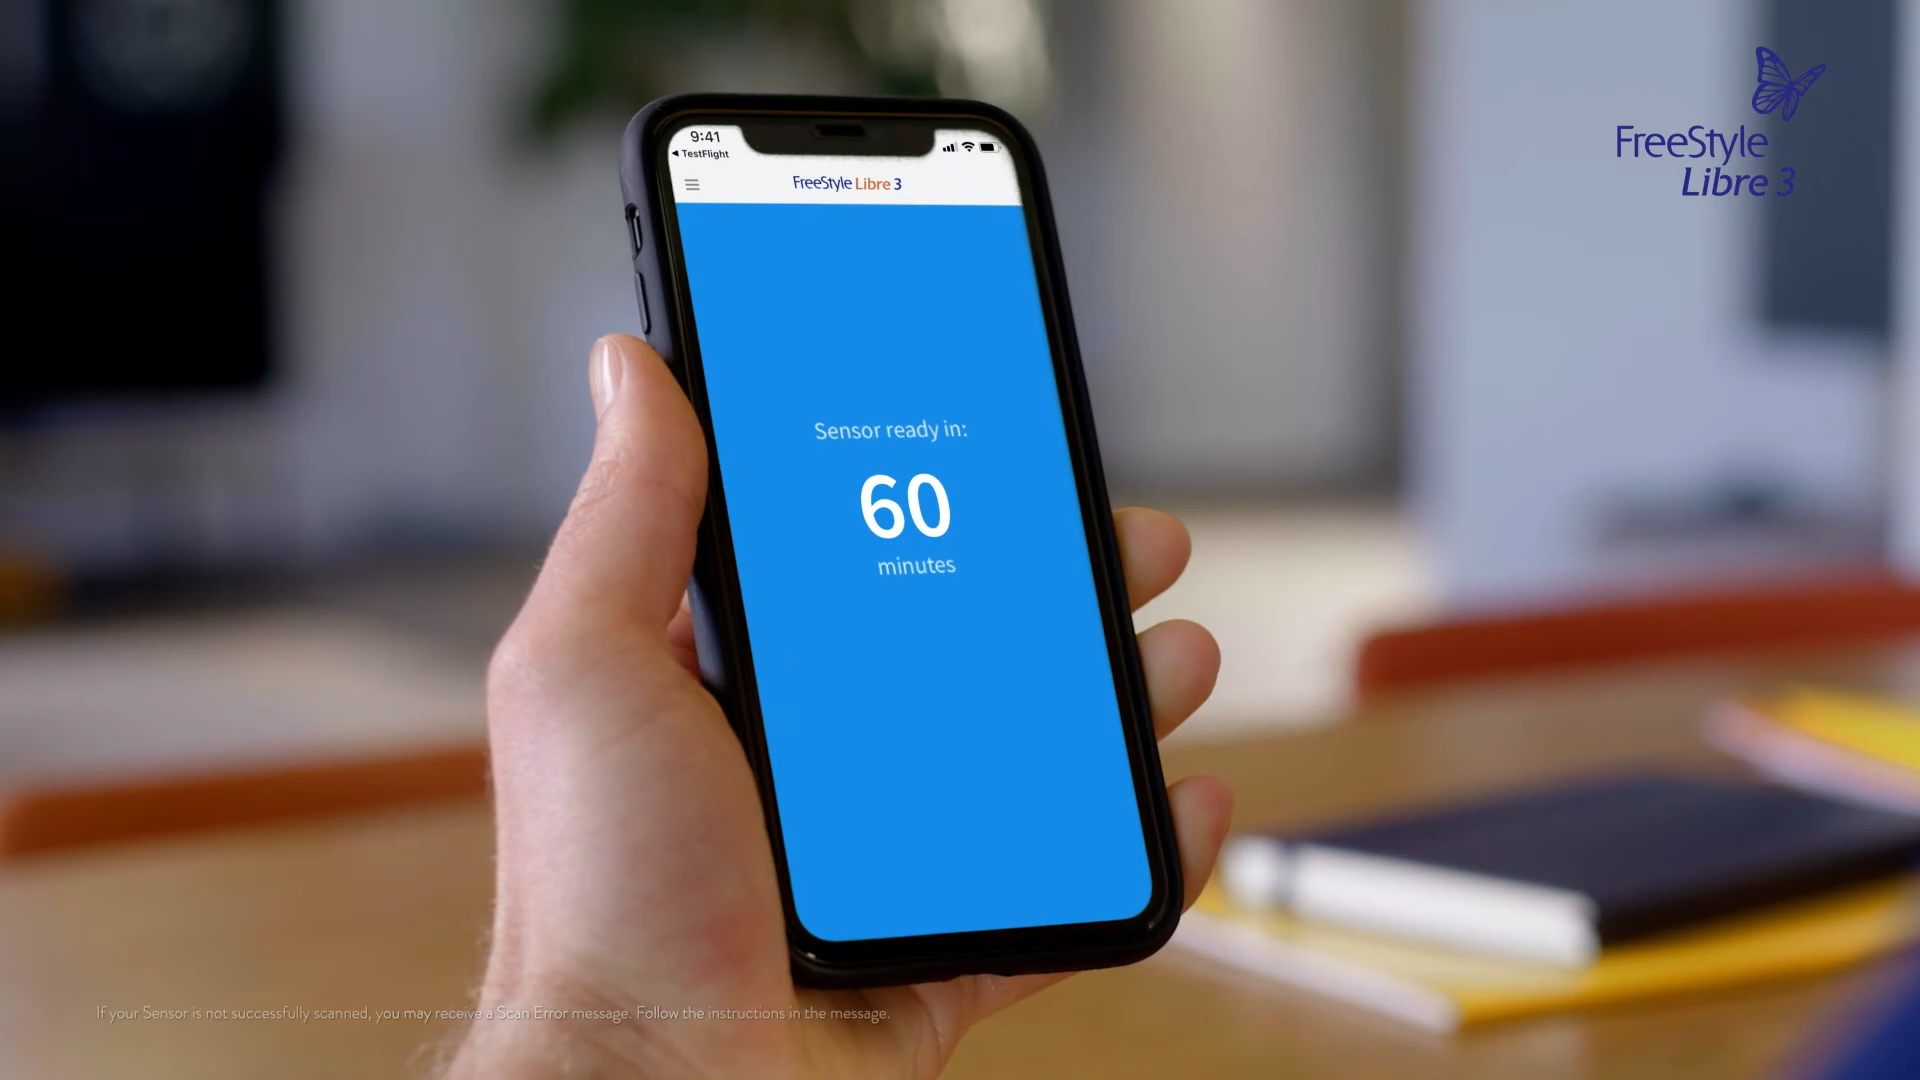 9:41
TestFlight
FreeStyle Libre 3
Sensor ready in:
60
minutes
FreeStyle
Libre 3
If your Sensor is not successfully scanned, you may receive a Scan Error message. Follow the instructions in the message.